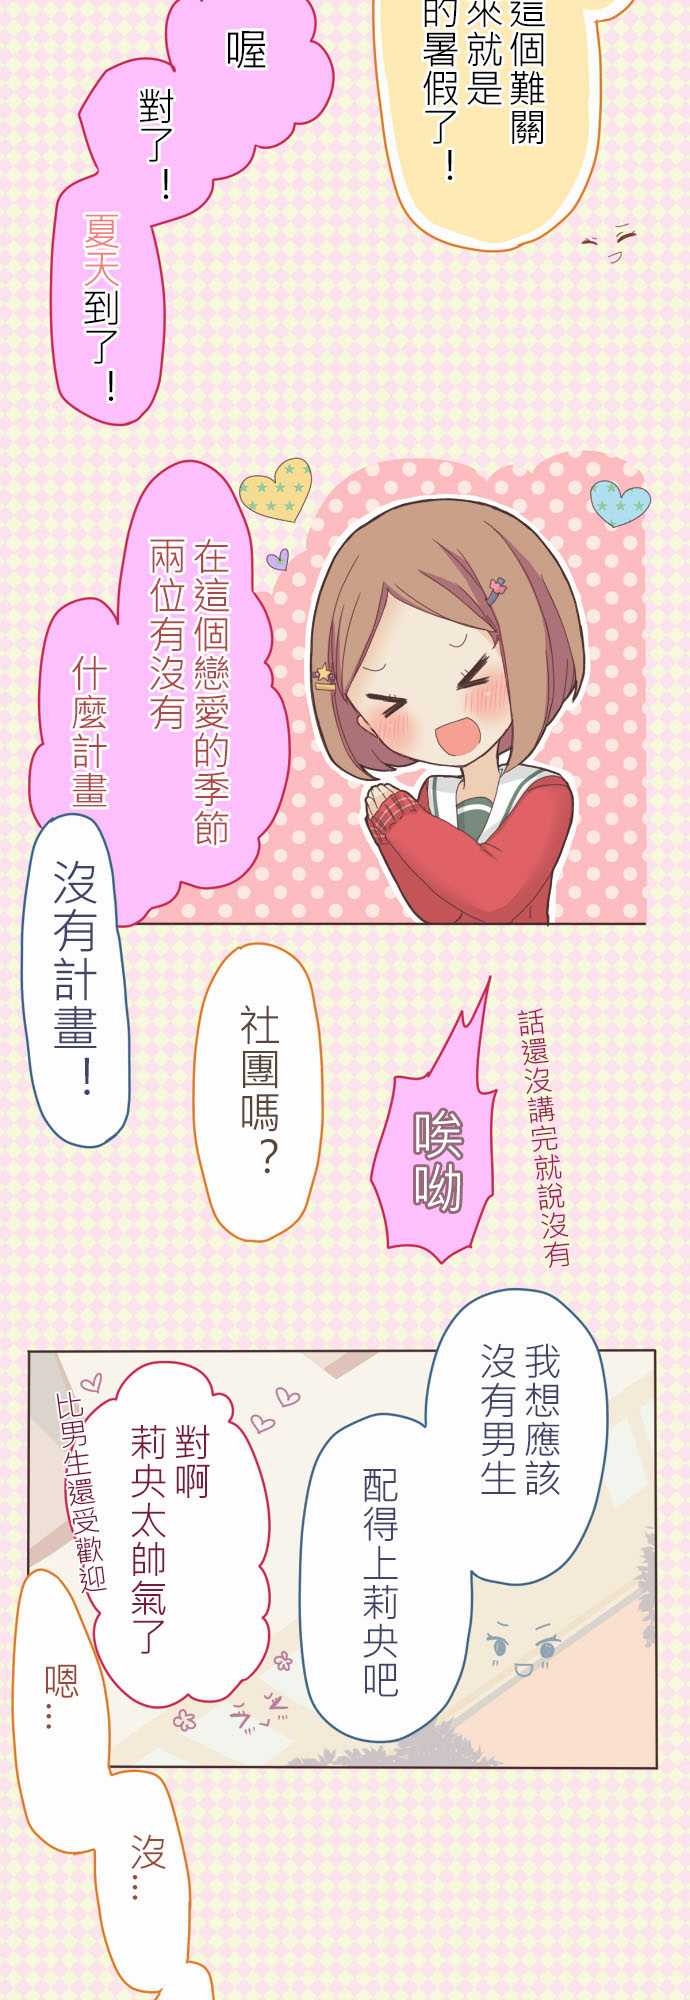 這個難關
來就是
的暑假了！
喔
對了！
夏天到了！
在這個戀愛的季節
兩位有沒有
什麼計畫
沒有計畫！
話還沒講完就說沒有
唉呦
社團嗎？
我想應該
沒有男生
配得上莉央吧
對啊
莉央太帥氣了
比男生還受歡迎
嗯…
沒…